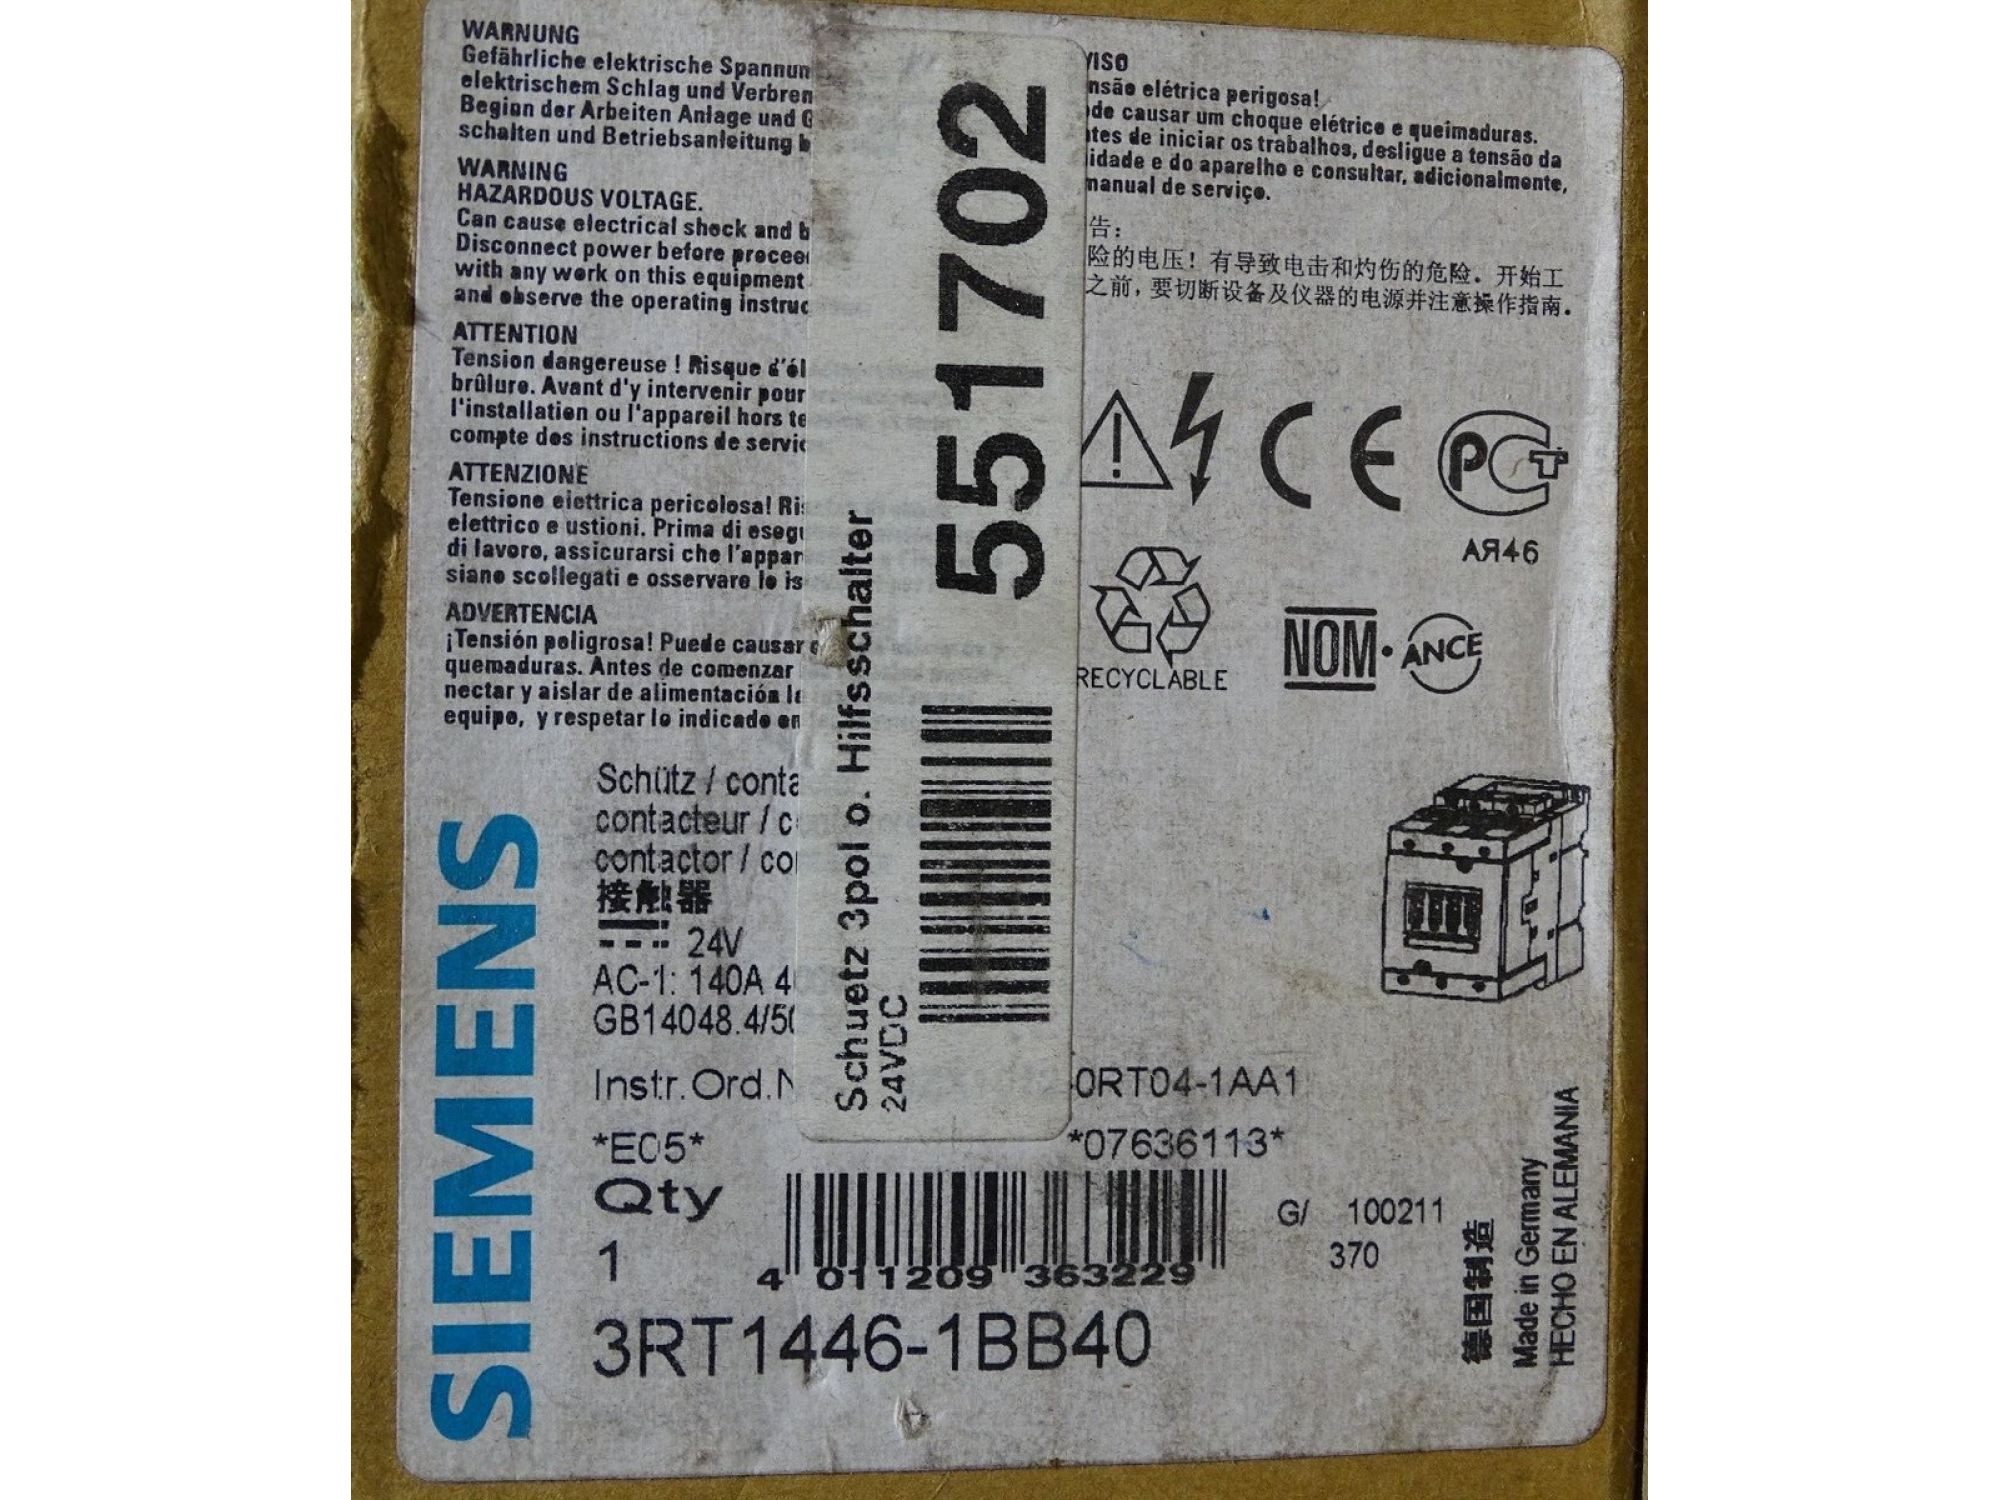 WARNUNG
Gefährliche elektrische Spannun
elektrischem Schlag und Verbren
Beginn der Arbeiten Anlage und G
schalten und Betriebsanleitung b
WARNING
HAZARDOUS VOLTAGE.
Can cause electrical shock and b
Disconnect power before procee
with any work on this equipment
and observe the operating instruc
ATTENTION
Tension dangereuse ! Risque d'él
brûlure. Avant d'y intervenir pour
l'installation ou l'appareil hors te
compte des instructions de servic
ATTENZIONE
Tensione elettrica pericolosa! Ris
elettrico e ustioni. Prima di esegu
di lavoro, assicurarsi che l'appar
siano scollegati e osservare le is
ADVERTENCIA
¡Tensión peligrosa! Puede causar
quemaduras. Antes de comenzar
nectar y aislar de alimentación l
equipo, y respetar lo indicado en
VISO
nsão elétrica perigosa!
de causar um choque elétrico e queimaduras.
ntes de iniciar os trabalhos, desligue a tensão da
idade e do aparelho e consultar, adicionalmente,
manual de serviço.
告:
险的电压! 有导致电击和灼伤的危险. 开始工
之前, 要切断设备及仪器的电源并注意操作指南.
CE
PCT
АЯ46
RECYCLABLE
NOM·ANCE
551702
Schuetz 3pol o. Hilfsschalter
24VDC
SIEMENS
Schütz / conta
contacteur / c
contactor / co
接触器
24V
AC-1: 140A 4
GB14048.4/50
Instr.Ord.N
0RT04-1AA1
*E05*
*07636113*
Qty
1
4 011209 363229
G/ 100211
370
3RT1446-1BB40
德国制造
Made in Germany
HECHO EN ALEMANIA